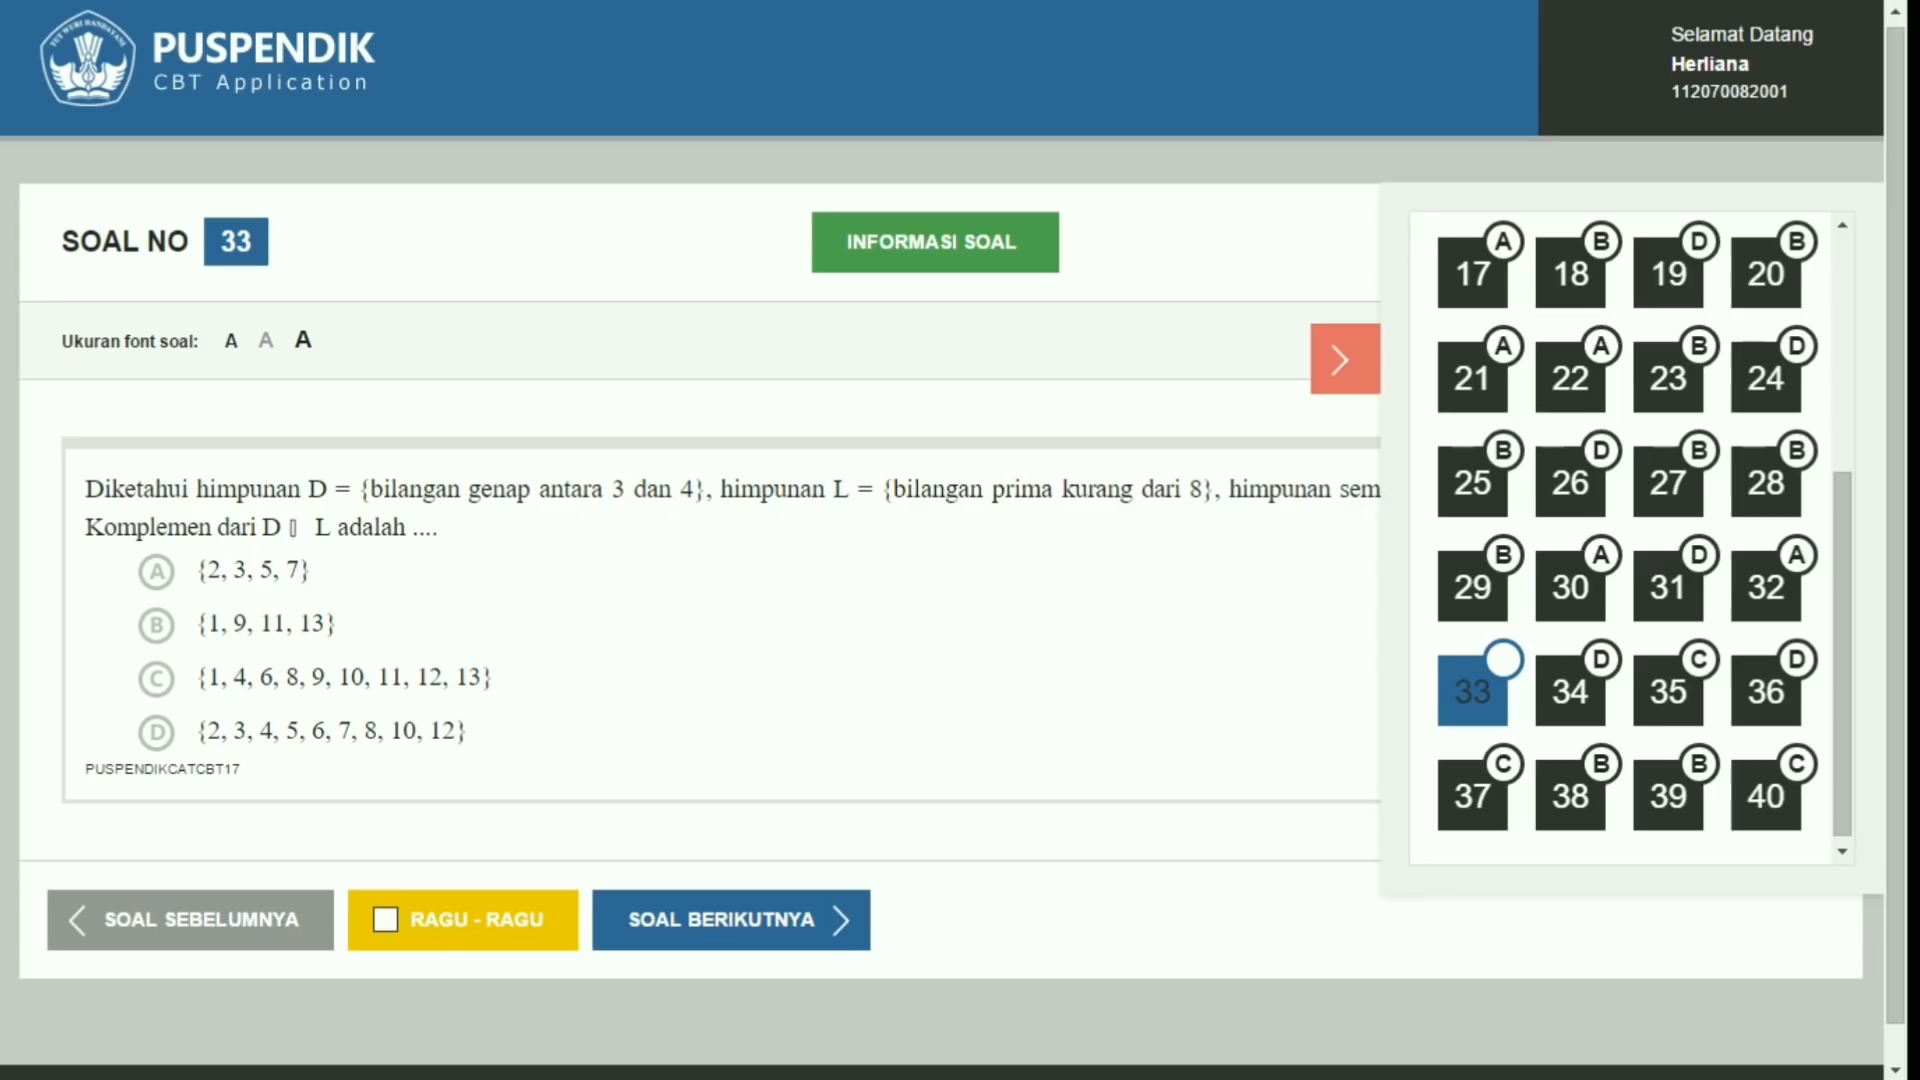 TUT WURI HANDAYANI
PUSPENDIK
CBT Application
Selamat Datang
Herliana
112070082001
SOAL NO 33
INFORMASI SOAL
Ukuran font soal: A A A
Diketahui himpunan D = {bilangan genap antara 3 dan 4}, himpunan L = {bilangan prima kurang dari 8}, himpunan sem
Komplemen dari D ▯ L adalah ....
A {2, 3, 5, 7}
B {1, 9, 11, 13}
C {1, 4, 6, 8, 9, 10, 11, 12, 13}
D {2, 3, 4, 5, 6, 7, 8, 10, 12}
PUSPENDIKCATCBT17
SOAL SEBELUMNYA
RAGU - RAGU
SOAL BERIKUTNYA
17 A 18 B 19 D 20 B
21 A 22 A 23 B 24 D
25 B 26 D 27 B 28 B
29 B 30 A 31 D 32 A
33 34 D 35 C 36 D
37 C 38 B 39 B 40 C